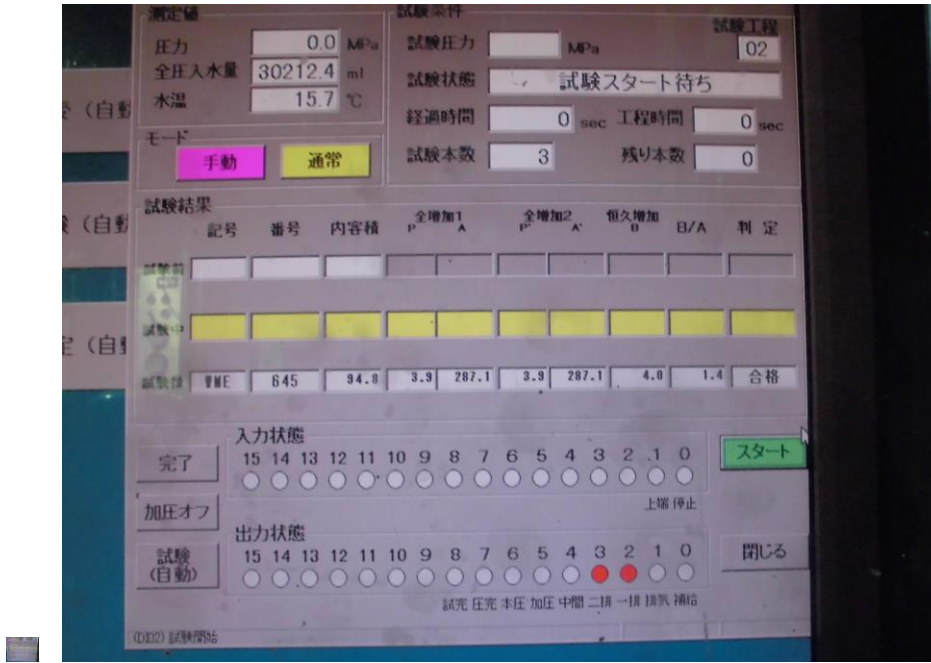 測定値
圧力 0.0 MPa
全圧入水量 30212.4 ml
水温 15.7 ℃
試験条件
試験工程
02
試験圧力 MPa
試験状態 試験スタート待ち
経過時間 0 sec 工程時間 0 sec
試験本数 3 残り本数 0
モード
手動 通常
(自動
(自動
定 (自動
試験結果
記号 番号 内容積 全増加1 P A 全増加2 P' A' 恒久増加 B B/A 判定
試験前
試験中
試験後 WME 645 94.8 3.9 287.1 3.9 287.1 4.0 1.4 合格
入力状態
15 14 13 12 11 10 9 8 7 6 5 4 3 2 1 0
上端 停止
完了
加圧オフ
試験
(自動)
スタート
出力状態
15 14 13 12 11 10 9 8 7 6 5 4 3 2 1 0
試完 圧完 本圧 加圧 中間 二排 一排 排気 補給
閉じる
試験開始